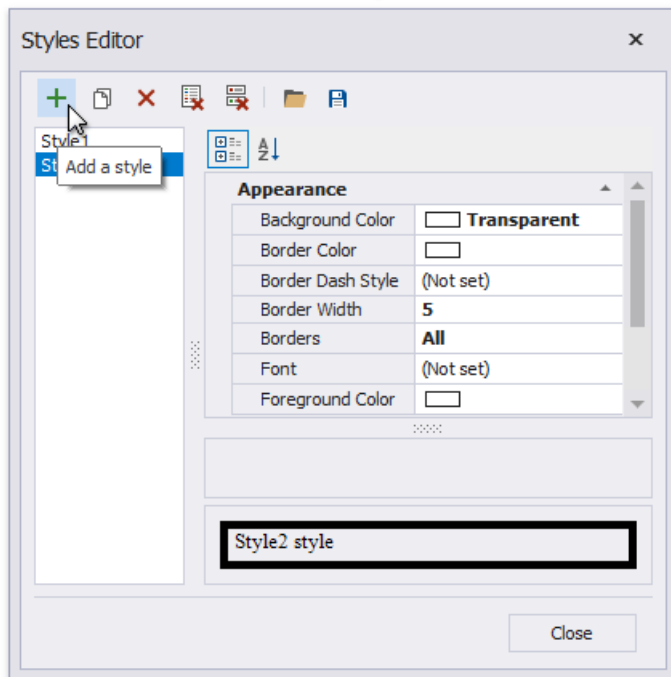 Styles Editor
Style1
St
Add a style
A
Z
Appearance
Background Color Transparent
Border Color
Border Dash Style (Not set)
Border Width 5
Borders All
Font (Not set)
Foreground Color
Style2 style
Close